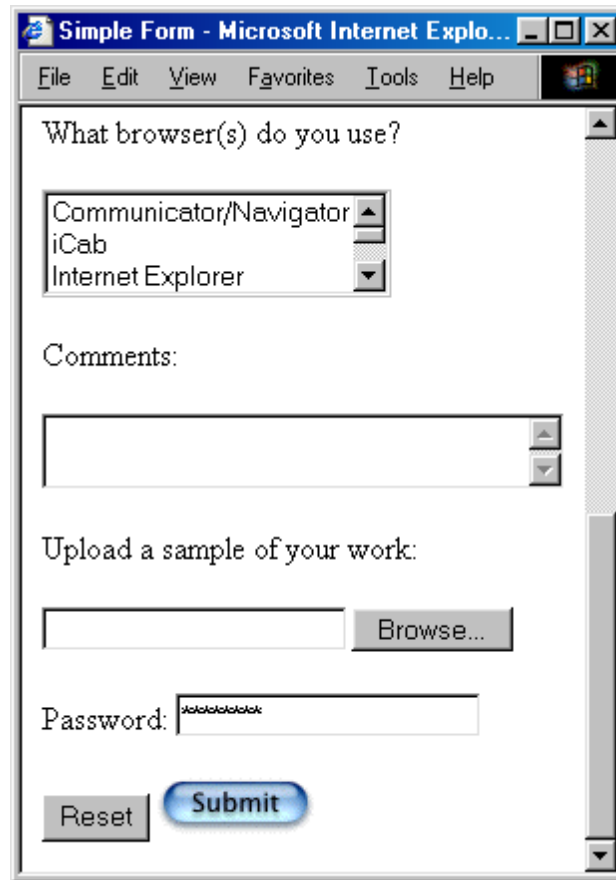 Simple Form - Microsoft Internet Explo...
File Edit View Favorites Tools Help
What browser(s) do you use?
Communicator/Navigator
iCab
Internet Explorer
Comments:
Upload a sample of your work:
Browse...
Password: *********
Reset Submit